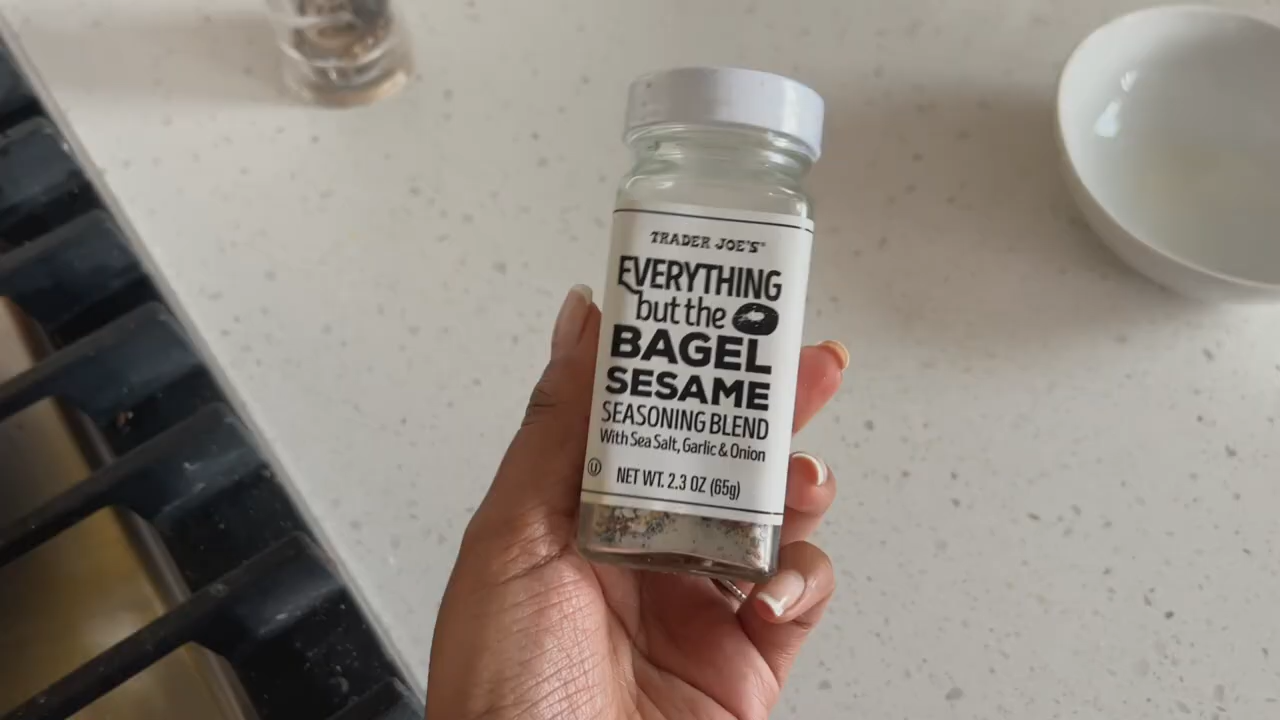 TRADER JOE'S®
EVERYTHING
but the
BAGEL
SESAME
SEASONING BLEND
With Sea Salt, Garlic & Onion
U
NET WT. 2.3 OZ (65g)